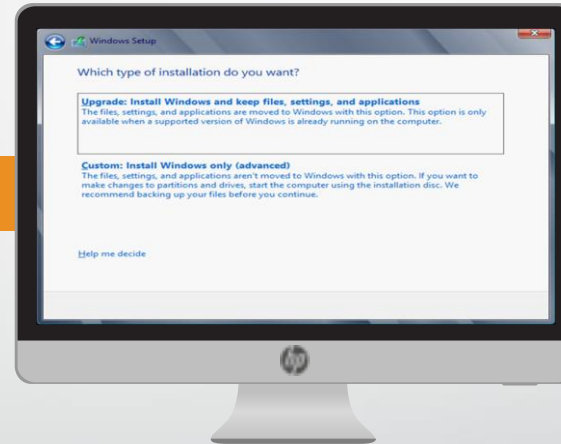 Windows Setup
Which type of installation do you want?
Upgrade: Install Windows and keep files, settings, and applications
The files, settings, and applications are moved to Windows with this option. This option is only
available when a supported version of Windows is already running on the computer.
Custom: Install Windows only (advanced)
The files, settings, and applications aren't moved to Windows with this option. If you want to
make changes to partitions and drives, start the computer using the installation disc. We
recommend backing up your files before you continue.
Help me decide
hp